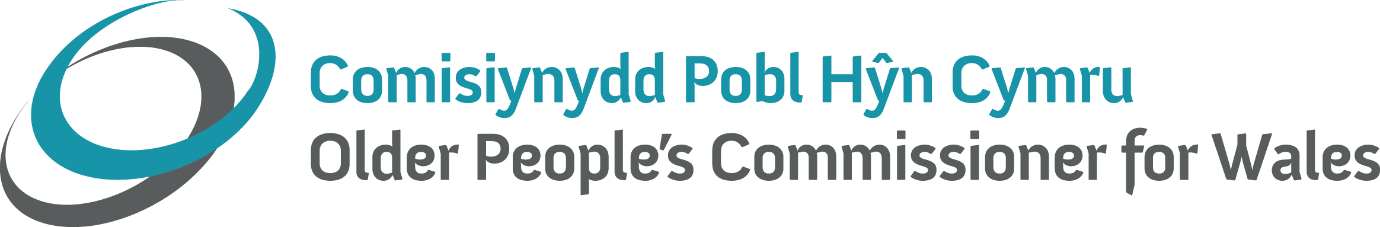 Comisiynydd Pobl Hŷn Cymru
Older People's Commissioner for Wales